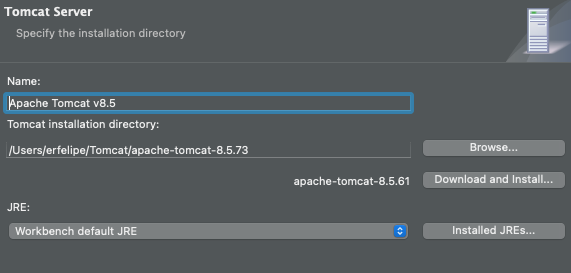 Tomcat Server
Specify the installation directory
Name:
Apache Tomcat v8.5
Tomcat installation directory:
/Users/erfelipe/Tomcat/apache-tomcat-8.5.73
Browse...
apache-tomcat-8.5.61
Download and Install...
JRE:
Workbench default JRE
Installed JREs...